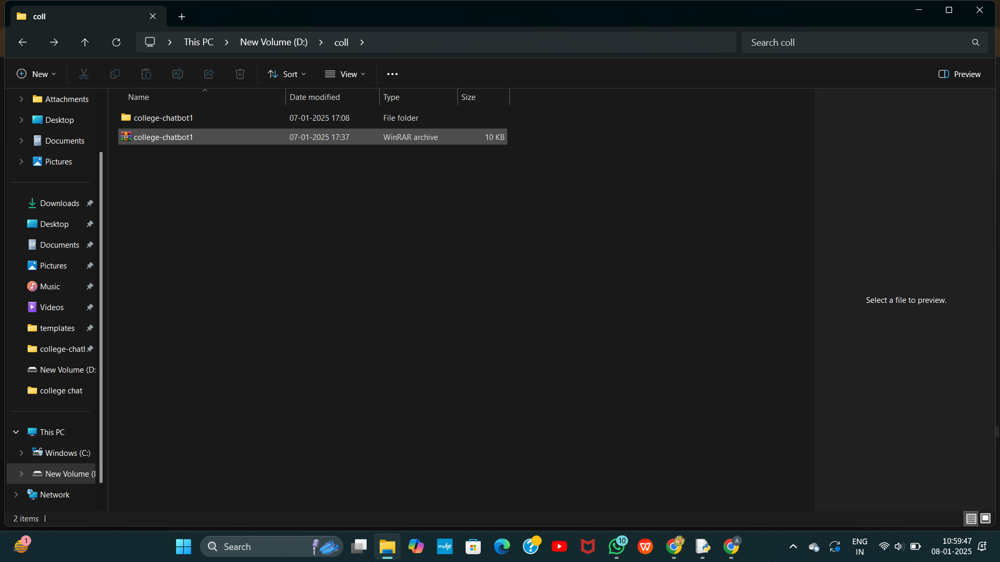 coll
This PC
New Volume (D:)
coll
Search coll
New
Sort
View
Preview
Name
Date modified
Type
Size
college-chatbot1
07-01-2025 17:08
File folder
college-chatbot1
07-01-2025 17:37
WinRAR archive
10 KB
Attachments
Desktop
Documents
Pictures
Downloads
Desktop
Documents
Pictures
Music
Videos
templates
college-chatl
New Volume (D:
college chat
This PC
Windows (C:)
New Volume (I
Network
Select a file to preview.
2 items
1
Search
myhp
10
W
A
ENG
IN
10:59:47
08-01-2025